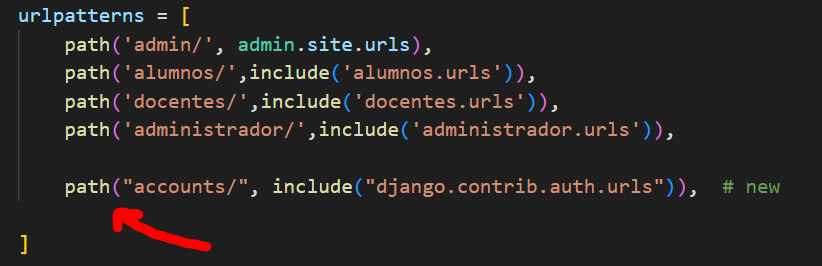 urlpatterns = [
path('admin/', admin.site.urls),
path('alumnos/',include('alumnos.urls')),
path('docentes/',include('docentes.urls')),
path('administrador/',include('administrador.urls')),
path("accounts/", include("django.contrib.auth.urls")),  # new
]